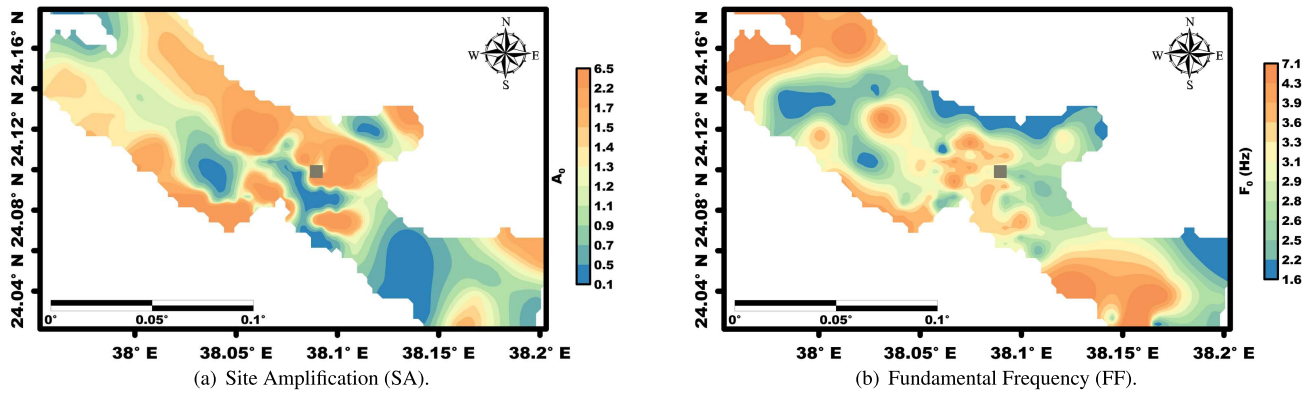 24.16° N
24.12° N
24.08° N
24.04° N
N
W E
S
6.5
2.2
1.7
1.5
1.4
1.3
1.2
1.1
0.9
0.7
0.5
0.1
A₀
0° 0.05° 0.1°
38° E 38.05° E 38.1° E 38.15° E 38.2° E
(a) Site Amplification (SA).
24.16° N
24.12° N
24.08° N
24.04° N
N
W E
S
7.1
4.3
3.9
3.6
3.3
3.1
2.9
2.8
2.6
2.5
2.2
1.6
F₀ (Hz)
0° 0.05° 0.1°
38° E 38.05° E 38.1° E 38.15° E 38.2° E
(b) Fundamental Frequency (FF).